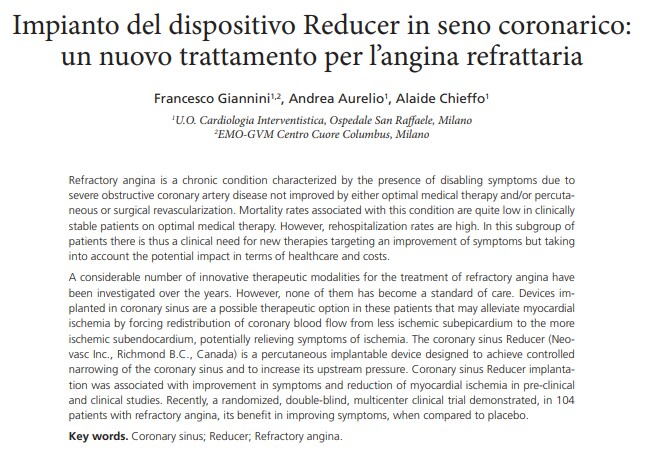 Impianto del dispositivo Reducer in seno coronarico:
un nuovo trattamento per l’angina refrattaria
Francesco Giannini1,2, Andrea Aurelio1, Alaide Chieffo1
1U.O. Cardiologia Interventistica, Ospedale San Raffaele, Milano
2EMO-GVM Centro Cuore Columbus, Milano
Refractory angina is a chronic condition characterized by the presence of disabling symptoms due to
severe obstructive coronary artery disease not improved by either optimal medical therapy and/or percuta-
neous or surgical revascularization. Mortality rates associated with this condition are quite low in clinically
stable patients on optimal medical therapy. However, rehospitalization rates are high. In this subgroup of
patients there is thus a clinical need for new therapies targeting an improvement of symptoms but taking
into account the potential impact in terms of healthcare and costs.
A considerable number of innovative therapeutic modalities for the treatment of refractory angina have
been investigated over the years. However, none of them has become a standard of care. Devices im-
planted in coronary sinus are a possible therapeutic option in these patients that may alleviate myocardial
ischemia by forcing redistribution of coronary blood flow from less ischemic subepicardium to the more
ischemic subendocardium, potentially relieving symptoms of ischemia. The coronary sinus Reducer (Neo-
vasc Inc., Richmond B.C., Canada) is a percutaneous implantable device designed to achieve controlled
narrowing of the coronary sinus and to increase its upstream pressure. Coronary sinus Reducer implanta-
tion was associated with improvement in symptoms and reduction of myocardial ischemia in pre-clinical
and clinical studies. Recently, a randomized, double-blind, multicenter clinical trial demonstrated, in 104
patients with refractory angina, its benefit in improving symptoms, when compared to placebo.
Key words. Coronary sinus; Reducer; Refractory angina.